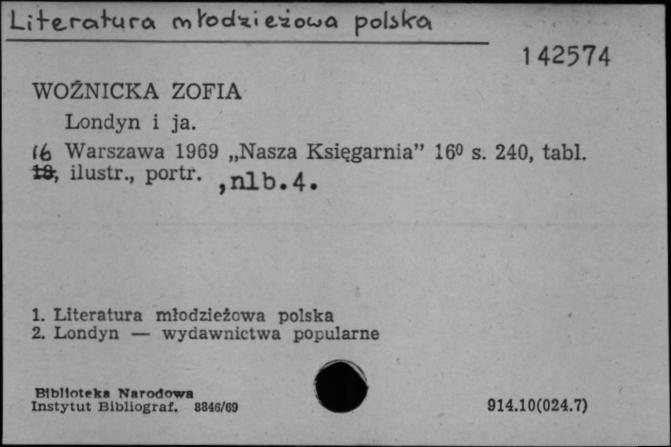 Literatura młodzieżowa polska
142574
WOŹNICKA ZOFIA
Londyn i ja.
16 Warszawa 1969 „Nasza Księgarnia” 16⁰ s. 240, tabl.
18, ilustr., portr. ,nlb.4.
1. Literatura młodzieżowa polska
2. Londyn — wydawnictwa popularne
Biblioteka Narodowa
Instytut Bibliograf. 8846/69
914.10(024.7)